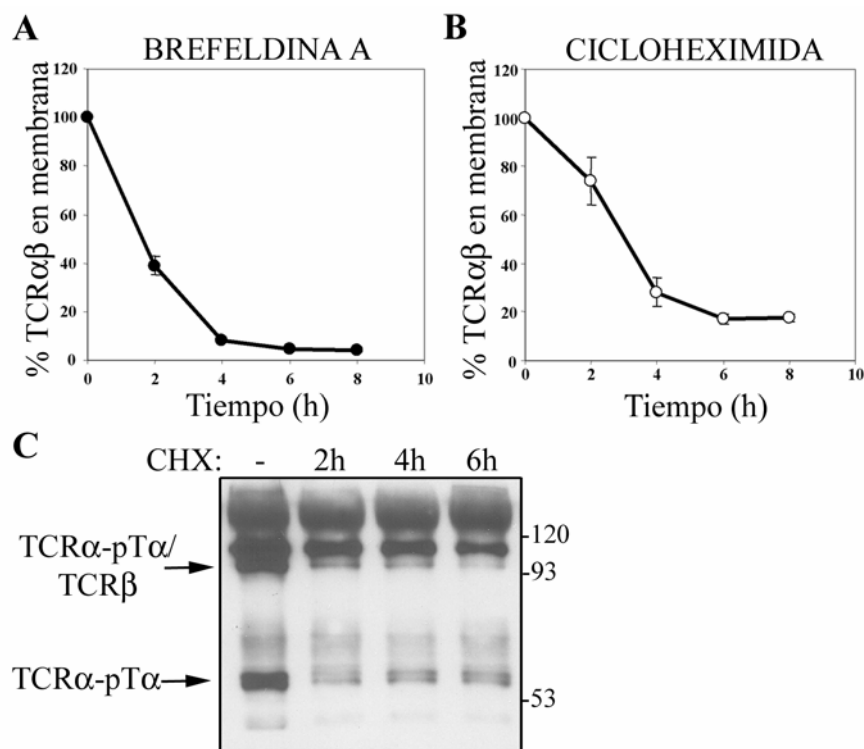 A
BREFELDINA A
% TCRαβ en membrana
120
100
80
60
40
20
0
0 2 4 6 8 10
Tiempo (h)
B
CICLOHEXIMIDA
% TCRαβ en membrana
120
100
80
60
40
20
0
0 2 4 6 8 10
Tiempo (h)
C
CHX: - 2h 4h 6h
TCRα-pTα/
TCRβ
TCRα-pTα
-120
-93
-53